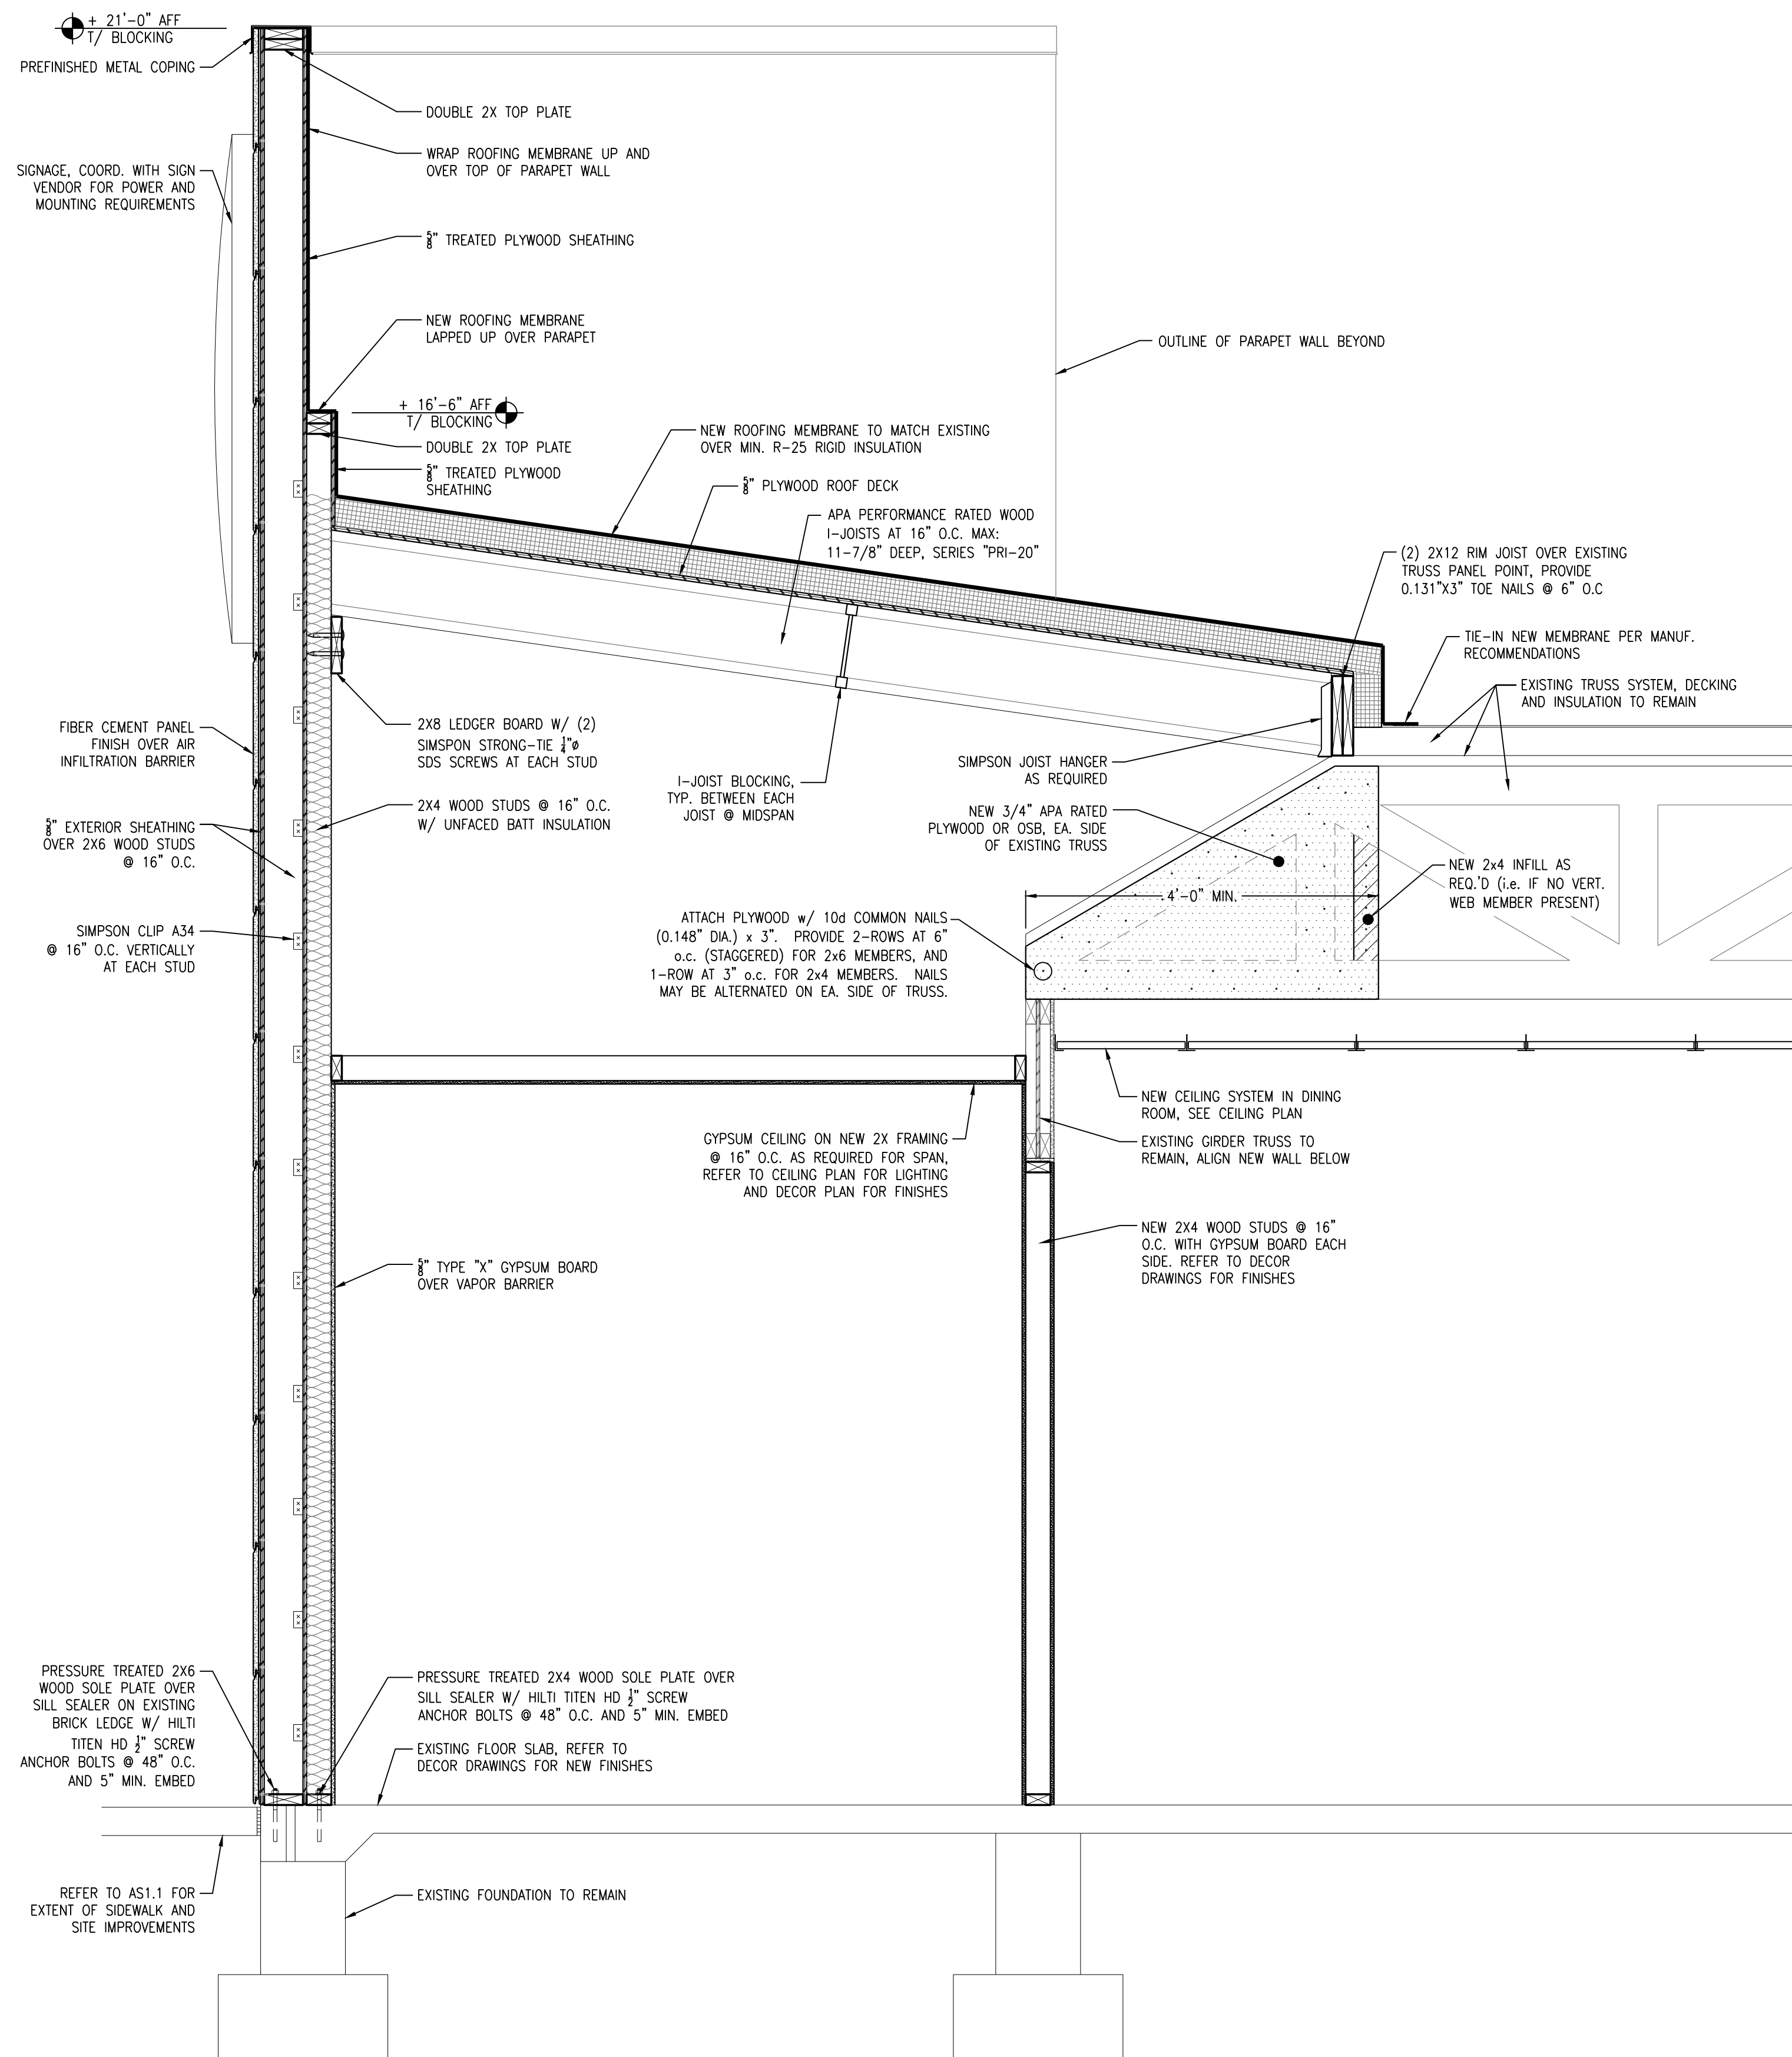 + 21'-0" AFF
T/ BLOCKING
PREFINISHED METAL COPING
DOUBLE 2X TOP PLATE
WRAP ROOFING MEMBRANE UP AND
OVER TOP OF PARAPET WALL
SIGNAGE, COORD. WITH SIGN
VENDOR FOR POWER AND
MOUNTING REQUIREMENTS
5/8" TREATED PLYWOOD SHEATHING
NEW ROOFING MEMBRANE
LAPPED UP OVER PARAPET
OUTLINE OF PARAPET WALL BEYOND
+ 16'-6" AFF
T/ BLOCKING
DOUBLE 2X TOP PLATE
5/8" TREATED PLYWOOD
SHEATHING
NEW ROOFING MEMBRANE TO MATCH EXISTING
OVER MIN. R-25 RIGID INSULATION
5/8" PLYWOOD ROOF DECK
APA PERFORMANCE RATED WOOD
I-JOISTS AT 16" O.C. MAX:
11-7/8" DEEP, SERIES "PRI-20"
(2) 2X12 RIM JOIST OVER EXISTING
TRUSS PANEL POINT, PROVIDE
0.131"X3" TOE NAILS @ 6" O.C
TIE-IN NEW MEMBRANE PER MANUF.
RECOMMENDATIONS
EXISTING TRUSS SYSTEM, DECKING
AND INSULATION TO REMAIN
FIBER CEMENT PANEL
FINISH OVER AIR
INFILTRATION BARRIER
2X8 LEDGER BOARD W/ (2)
SIMSPON STRONG-TIE 1/4"ø
SDS SCREWS AT EACH STUD
I-JOIST BLOCKING,
TYP. BETWEEN EACH
JOIST @ MIDSPAN
SIMPSON JOIST HANGER
AS REQUIRED
NEW 3/4" APA RATED
PLYWOOD OR OSB, EA. SIDE
OF EXISTING TRUSS
5/8" EXTERIOR SHEATHING
OVER 2X6 WOOD STUDS
@ 16" O.C.
2X4 WOOD STUDS @ 16" O.C.
W/ UNFACED BATT INSULATION
NEW 2x4 INFILL AS
REQ.'D (i.e. IF NO VERT.
WEB MEMBER PRESENT)
4'-0" MIN.
SIMPSON CLIP A34
@ 16" O.C. VERTICALLY
AT EACH STUD
ATTACH PLYWOOD w/ 10d COMMON NAILS
(0.148" DIA.) x 3". PROVIDE 2-ROWS AT 6"
o.c. (STAGGERED) FOR 2x6 MEMBERS, AND
1-ROW AT 3" o.c. FOR 2x4 MEMBERS. NAILS
MAY BE ALTERNATED ON EA. SIDE OF TRUSS.
NEW CEILING SYSTEM IN DINING
ROOM, SEE CEILING PLAN
GYPSUM CEILING ON NEW 2X FRAMING
@ 16" O.C. AS REQUIRED FOR SPAN,
REFER TO CEILING PLAN FOR LIGHTING
AND DECOR PLAN FOR FINISHES
EXISTING GIRDER TRUSS TO
REMAIN, ALIGN NEW WALL BELOW
NEW 2X4 WOOD STUDS @ 16"
O.C. WITH GYPSUM BOARD EACH
SIDE. REFER TO DECOR
DRAWINGS FOR FINISHES
5/8" TYPE "X" GYPSUM BOARD
OVER VAPOR BARRIER
PRESSURE TREATED 2X6
WOOD SOLE PLATE OVER
SILL SEALER ON EXISTING
BRICK LEDGE W/ HILTI
TITEN HD 1/2" SCREW
ANCHOR BOLTS @ 48" O.C.
AND 5" MIN. EMBED
PRESSURE TREATED 2X4 WOOD SOLE PLATE OVER
SILL SEALER W/ HILTI TITEN HD 1/2" SCREW
ANCHOR BOLTS @ 48" O.C. AND 5" MIN. EMBED
EXISTING FLOOR SLAB, REFER TO
DECOR DRAWINGS FOR NEW FINISHES
REFER TO AS1.1 FOR
EXTENT OF SIDEWALK AND
SITE IMPROVEMENTS
EXISTING FOUNDATION TO REMAIN